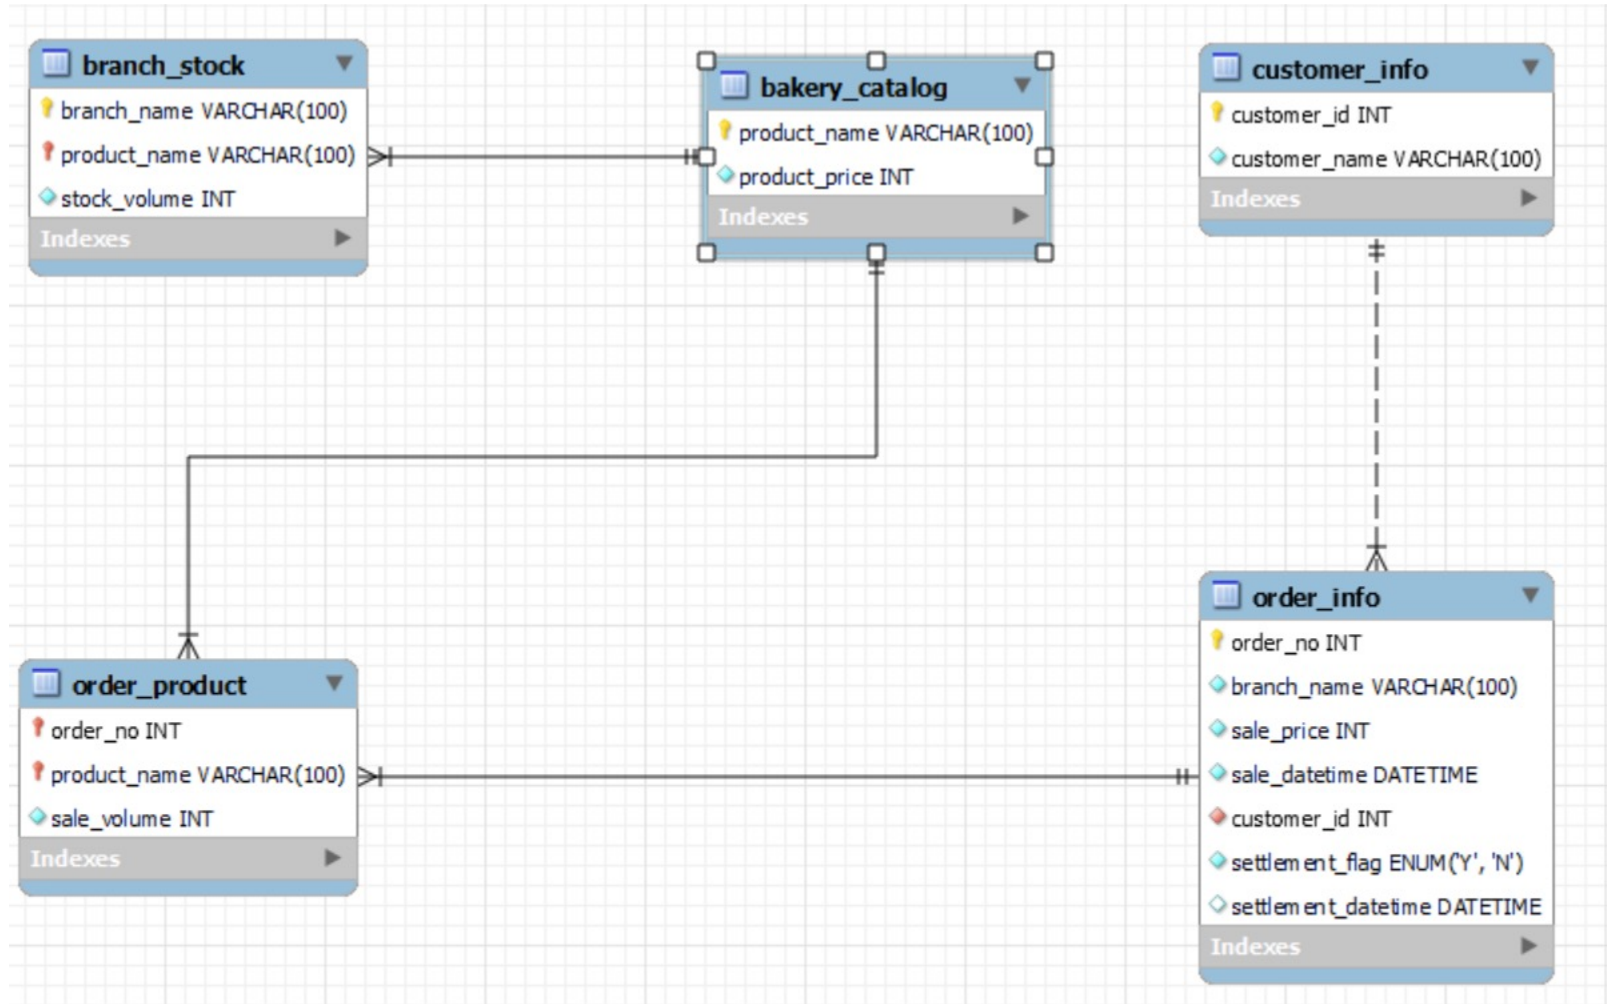 branch_stock
branch_name VARCHAR(100)
product_name VARCHAR(100)
stock_volume INT
Indexes
bakery_catalog
product_name VARCHAR(100)
product_price INT
Indexes
customer_info
customer_id INT
customer_name VARCHAR(100)
Indexes
order_product
order_no INT
product_name VARCHAR(100)
sale_volume INT
Indexes
order_info
order_no INT
branch_name VARCHAR(100)
sale_price INT
sale_datetime DATETIME
customer_id INT
settlement_flag ENUM('Y', 'N')
settlement_datetime DATETIME
Indexes